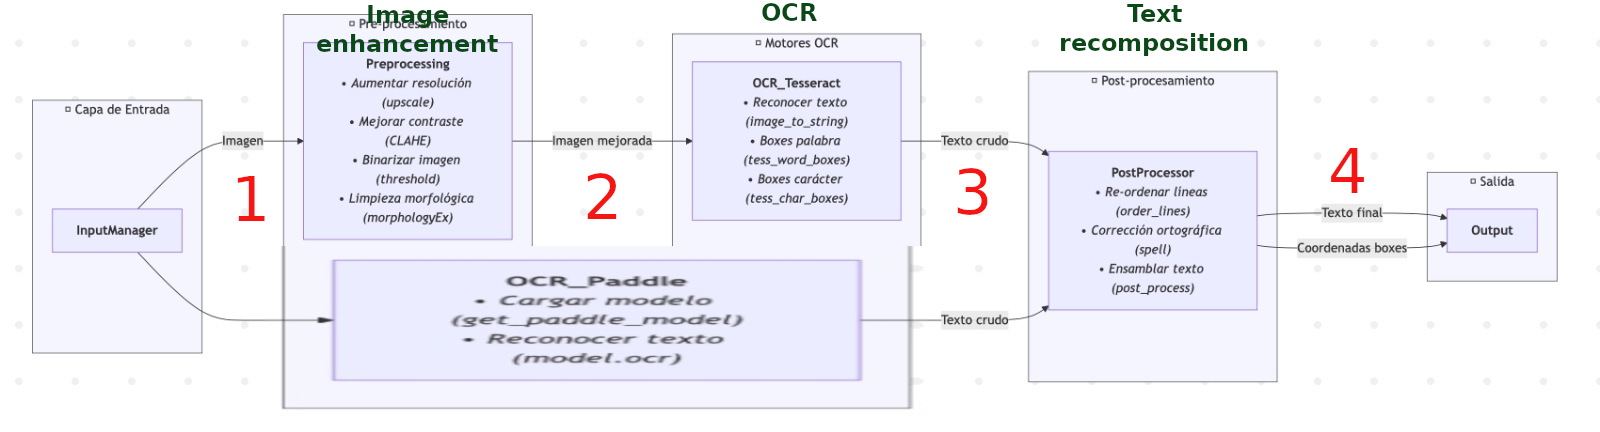 Image
enhancement
OCR
Text
recomposition
Capa de Entrada
InputManager
Imagen
1
Pre-procesamiento
Preprocessing
• Aumentar resolución
(upscale)
• Mejorar contraste
(CLAHE)
• Binarizar imagen
(threshold)
• Limpieza morfológica
(morphologyEx)
Imagen mejorada
2
Motores OCR
OCR_Tesseract
• Reconocer texto
(image_to_string)
• Boxes palabra
(tess_word_boxes)
• Boxes carácter
(tess_char_boxes)
OCR_Paddle
• Cargar modelo
(get_paddle_model)
• Reconocer texto
(model.ocr)
Texto crudo
3
Texto crudo
Post-procesamiento
PostProcessor
• Re-ordenar líneas
(order_lines)
• Corrección ortográfica
(spell)
• Ensamblar texto
(post_process)
4
Texto final
Coordenadas boxes
Salida
Output